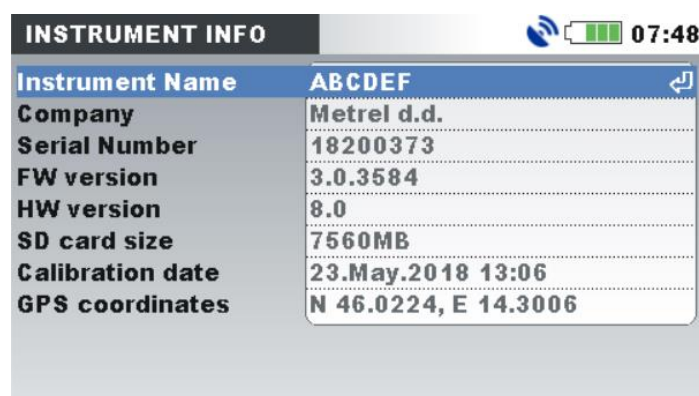 INSTRUMENT INFO 07:48
Instrument Name ABCDEF
Company Metrel d.d.
Serial Number 18200373
FW version 3.0.3584
HW version 8.0
SD card size 7560MB
Calibration date 23.May.2018 13:06
GPS coordinates N 46.0224, E 14.3006